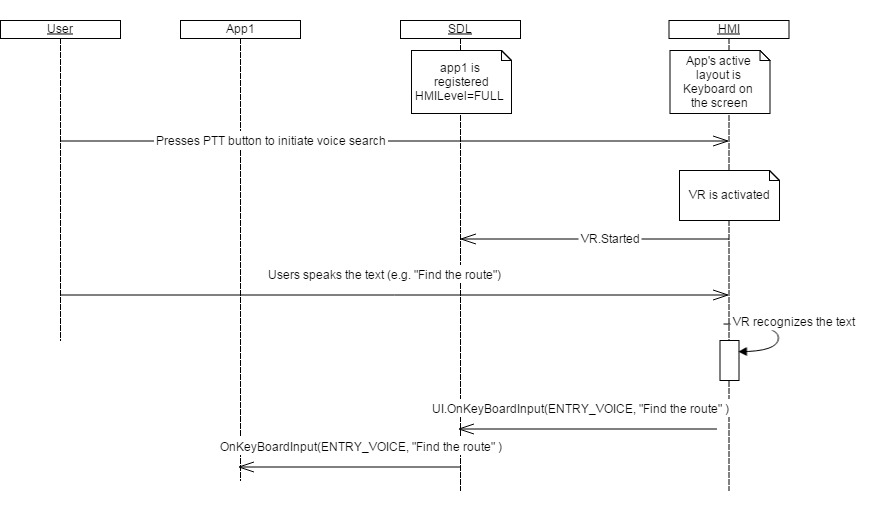 User
App1
SDL
HMI
app1 is
registered
HMILevel=FULL
App's active
layout is
Keyboard on
the screen
Presses PTT button to initiate voice search
VR is activated
VR.Started
Users speaks the text (e.g. "Find the route")
VR recognizes the text
UI.OnKeyBoardInput(ENTRY_VOICE, "Find the route" )
OnKeyBoardInput(ENTRY_VOICE, "Find the route" )